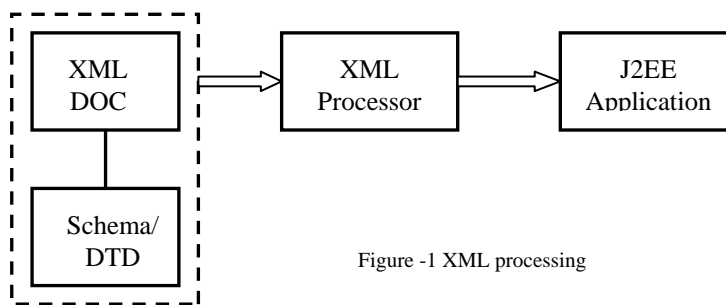 XML
DOC
XML
Processor
J2EE
Application
Schema/
DTD
Figure -1 XML processing